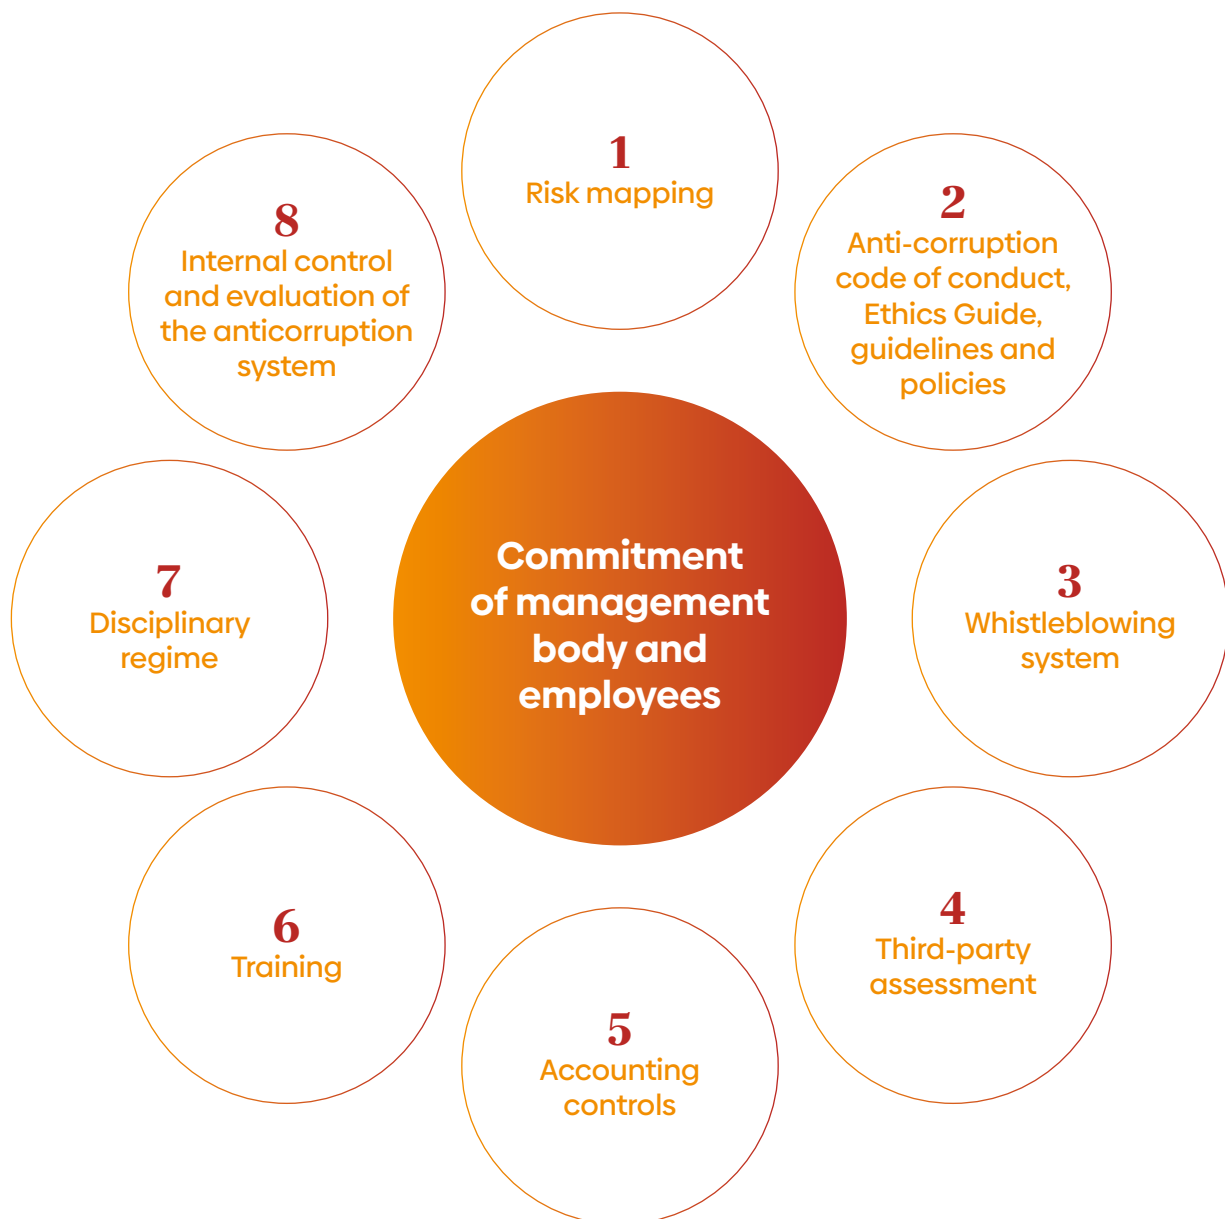 1
Risk mapping
2
Anti-corruption
code of conduct,
Ethics Guide,
guidelines and
policies
3
Whistleblowing
system
4
Third-party
assessment
5
Accounting
controls
6
Training
7
Disciplinary
regime
8
Internal control
and evaluation of
the anticorruption
system
Commitment
of management
body and
employees